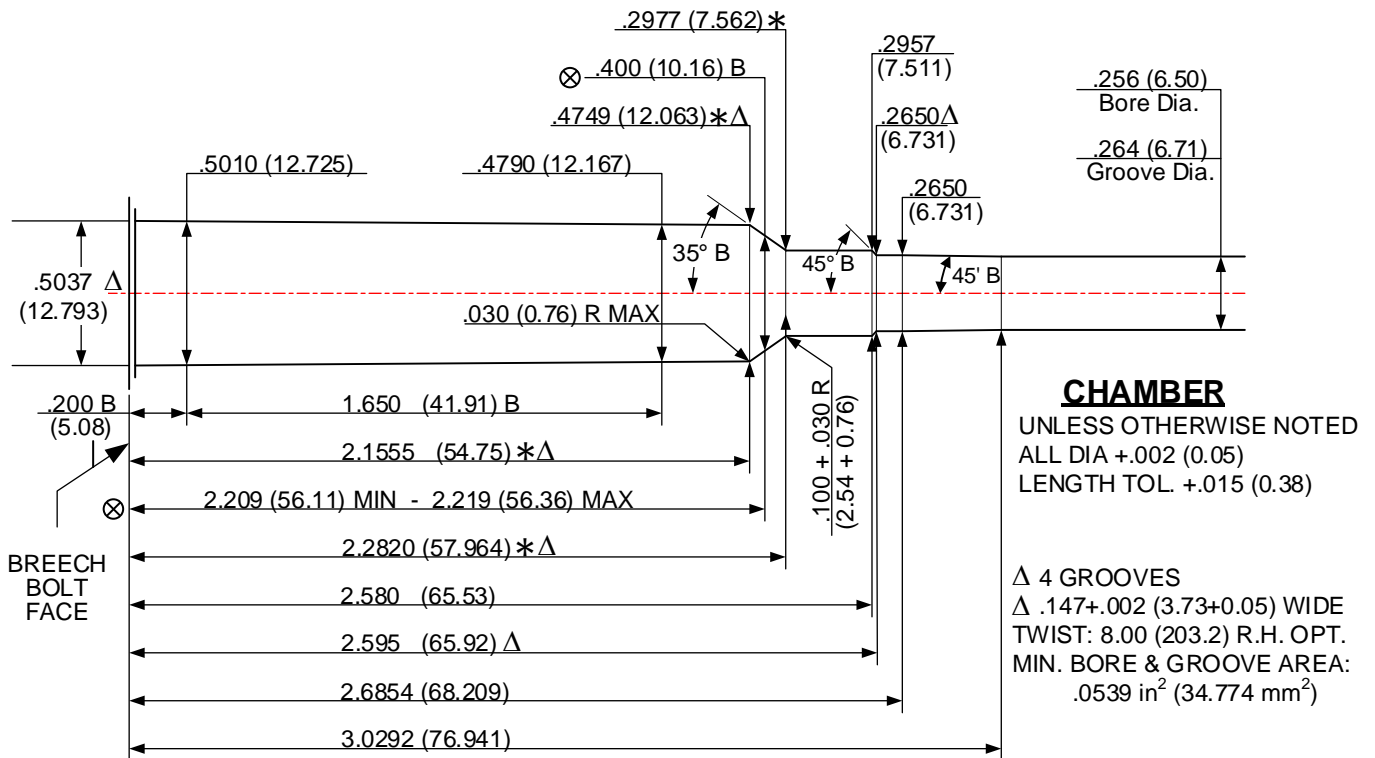 .2977 (7.562)*
.2957
(7.511)
⊗ .400 (10.16) B
.256 (6.50)
Bore Dia.
.4749 (12.063)*Δ
.2650Δ
(6.731)
.5010 (12.725)
.4790 (12.167)
.264 (6.71)
Groove Dia.
.2650
(6.731)
35° B
45° B
45' B
.5037 Δ
(12.793)
.030 (0.76) R MAX
.200 B
(5.08)
1.650 (41.91) B
.100 + .030 R
(2.54 + 0.76)
2.1555 (54.75) *Δ
⊗ 2.209 (56.11) MIN - 2.219 (56.36) MAX
2.2820 (57.964) *Δ
BREECH
BOLT
FACE
2.580 (65.53)
2.595 (65.92) Δ
2.6854 (68.209)
3.0292 (76.941)
CHAMBER
UNLESS OTHERWISE NOTED
ALL DIA +.002 (0.05)
LENGTH TOL. +.015 (0.38)
Δ 4 GROOVES
Δ .147+.002 (3.73+0.05) WIDE
TWIST: 8.00 (203.2) R.H. OPT.
MIN. BORE & GROOVE AREA:
.0539 in² (34.774 mm²)